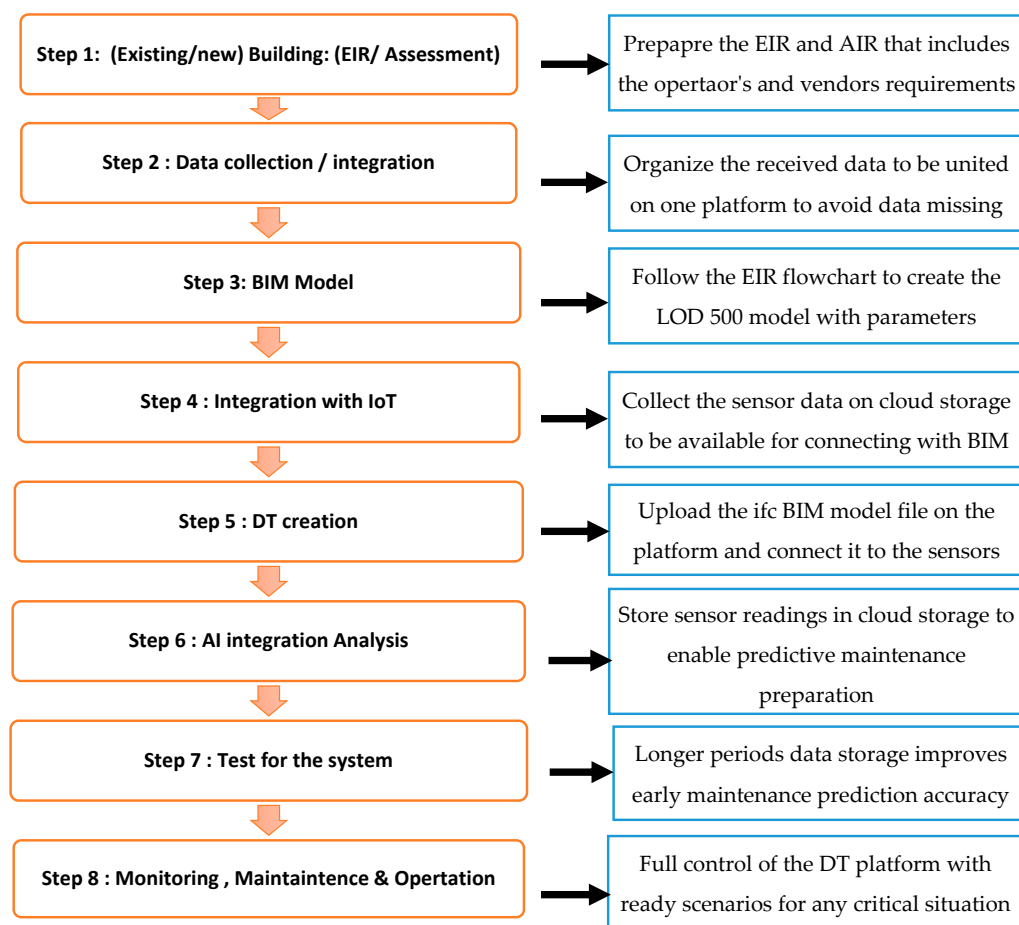 Step 1: (Existing/new) Building: (EIR/ Assessment)
Prepapre the EIR and AIR that includes
the opertaor's and vendors requirements
Step 2 : Data collection / integration
Organize the received data to be united
on one platform to avoid data missing
Step 3: BIM Model
Follow the EIR flowchart to create the
LOD 500 model with parameters
Step 4 : Integration with IoT
Collect the sensor data on cloud storage
to be available for connecting with BIM
Step 5 : DT creation
Upload the ifc BIM model file on the
platform and connect it to the sensors
Step 6 : AI integration Analysis
Store sensor readings in cloud storage to
enable predictive maintenance
preparation
Step 7 : Test for the system
Longer periods data storage improves
early maintenance prediction accuracy
Step 8 : Monitoring , Maintaintence & Opertation
Full control of the DT platform with
ready scenarios for any critical situation